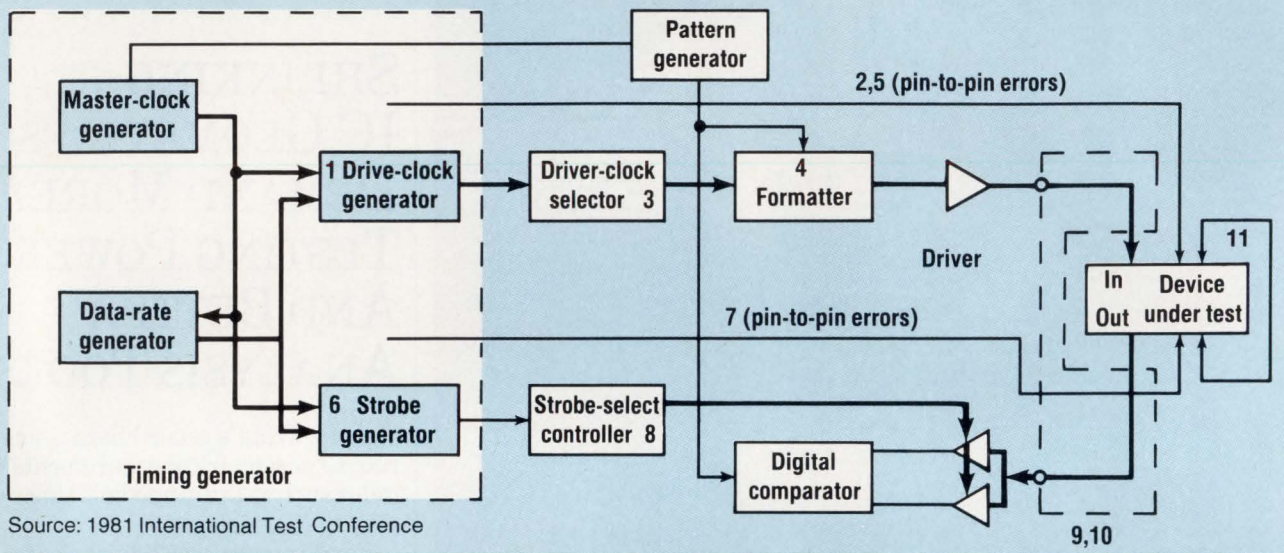 Pattern
generator
2,5 (pin-to-pin errors)
Master-clock
generator
1 Drive-clock
generator
Driver-clock
selector 3
4
Formatter
Driver
11
In
Out
Device
under test
Data-rate
generator
7 (pin-to-pin errors)
6 Strobe
generator
Strobe-select
controller 8
Digital
comparator
Timing generator
9,10
Source: 1981 International Test Conference